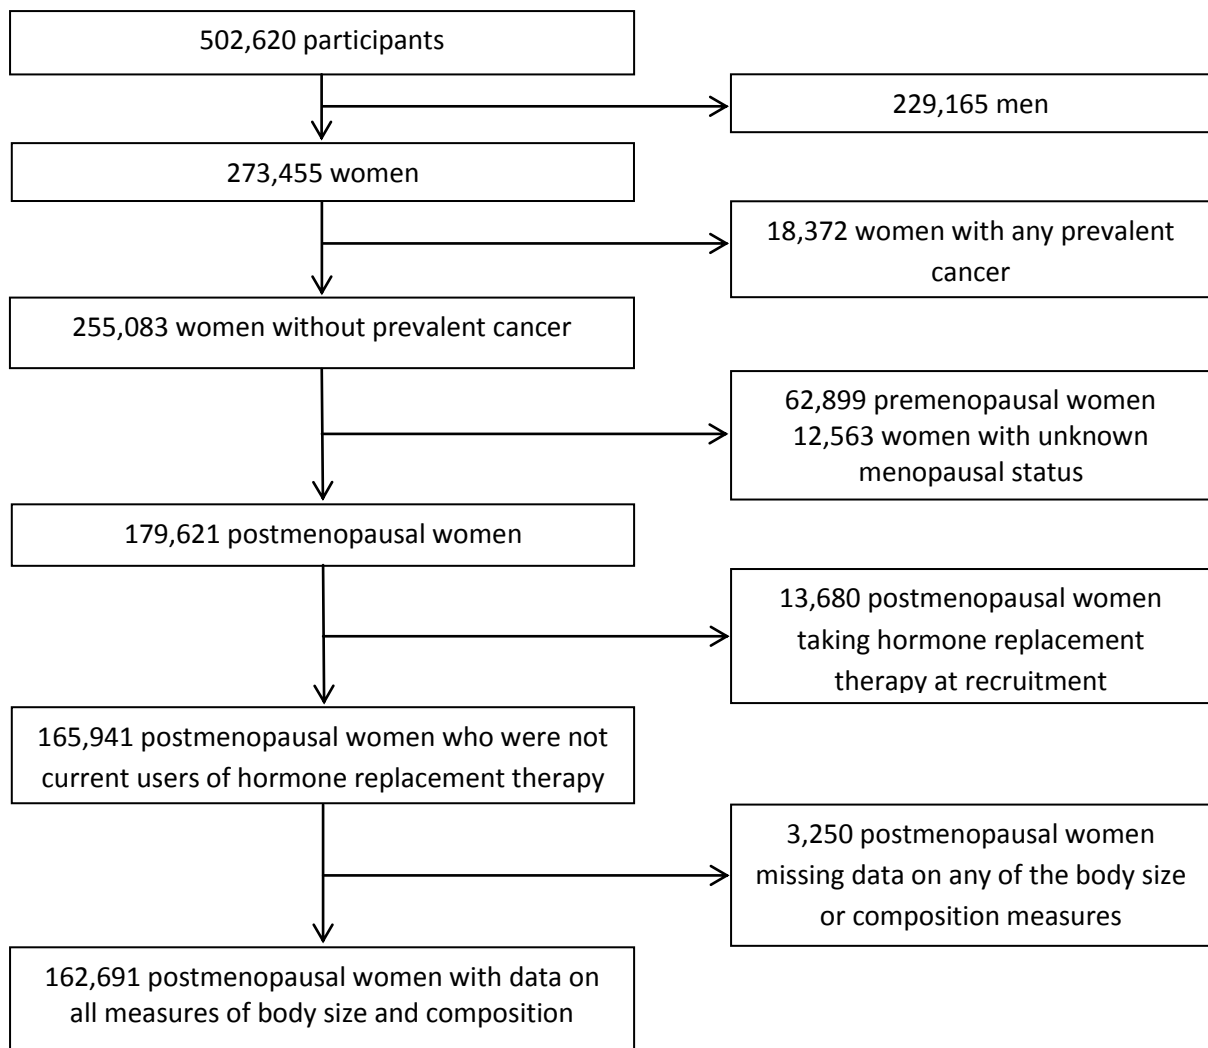 502,620 participants
229,165 men
273,455 women
18,372 women with any prevalent
cancer
255,083 women without prevalent cancer
62,899 premenopausal women
12,563 women with unknown
menopausal status
179,621 postmenopausal women
13,680 postmenopausal women
taking hormone replacement
therapy at recruitment
165,941 postmenopausal women who were not
current users of hormone replacement therapy
3,250 postmenopausal women
missing data on any of the body size
or composition measures
162,691 postmenopausal women with data on
all measures of body size and composition